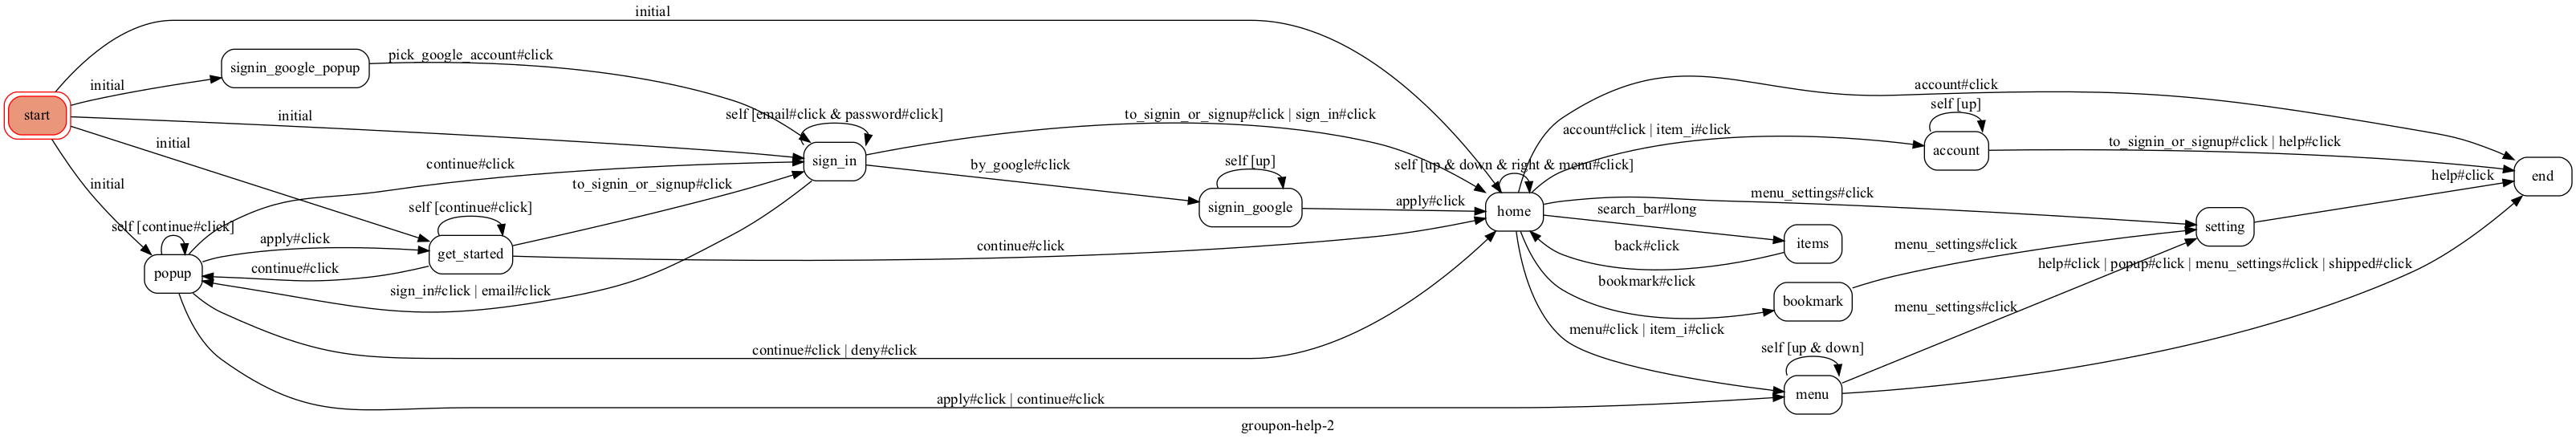 initial
signin_google_popup
pick_google_account#click
initial
start
initial
initial
initial
self [email#click & password#click]
sign_in
continue#click
to_signin_or_signup#click
to_signin_or_signup#click | sign_in#click
by_google#click
self [up]
signin_google
apply#click
self [continue#click]
popup
apply#click
continue#click
self [continue#click]
get_started
continue#click
sign_in#click | email#click
continue#click | deny#click
apply#click | continue#click
self [up & down & right & menu#click]
home
account#click
account#click | item_i#click
self [up]
account
to_signin_or_signup#click | help#click
end
help#click
menu_settings#click
setting
search_bar#long
items
back#click
menu_settings#click
bookmark#click
bookmark
help#click | popup#click | menu_settings#click | shipped#click
menu_settings#click
menu#click | item_i#click
self [up & down]
menu
groupon-help-2